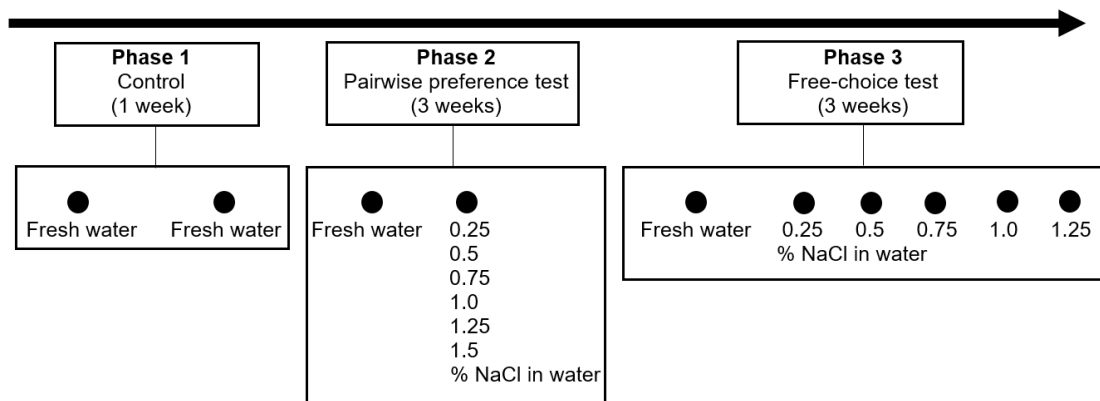 Phase 1
Control
(1 week)
Phase 2
Pairwise preference test
(3 weeks)
Phase 3
Free-choice test
(3 weeks)
Fresh water
Fresh water
Fresh water
0.25
0.5
0.75
1.0
1.25
1.5
% NaCl in water
Fresh water
0.25 0.5 0.75 1.0 1.25
% NaCl in water